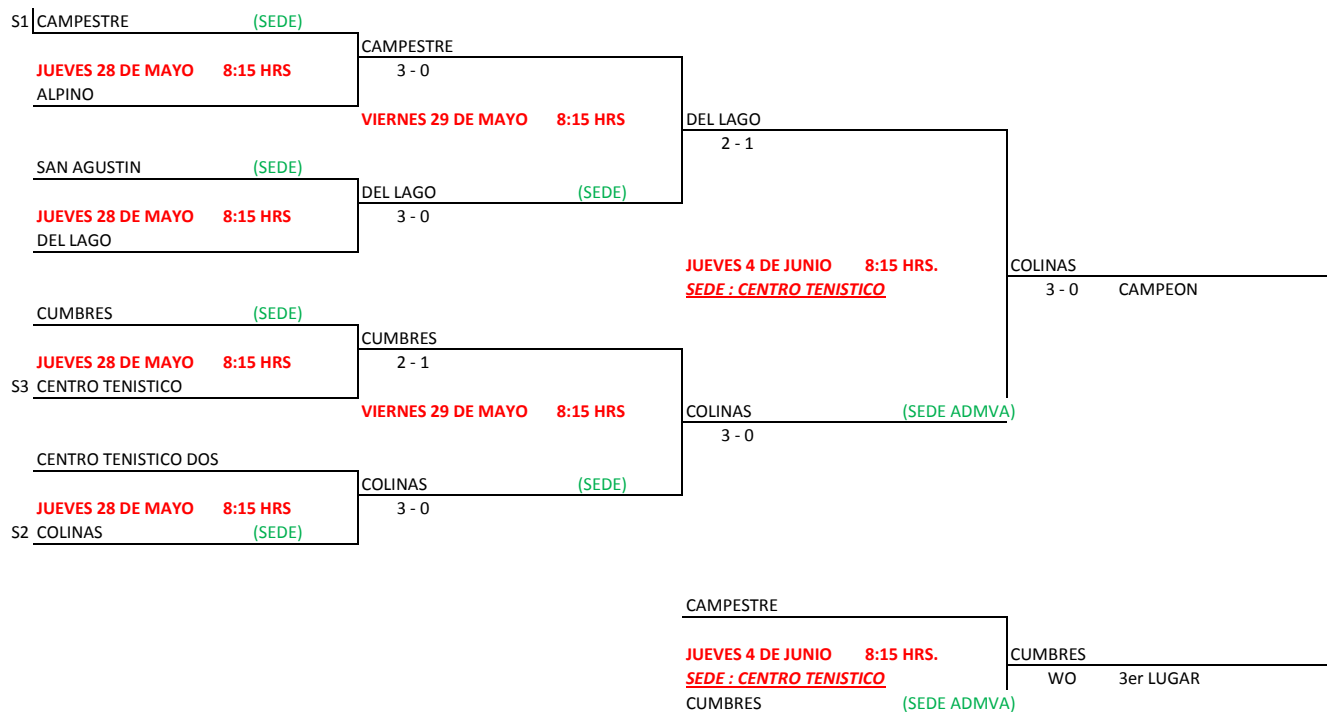 S1 CAMPESTRE (SEDE)
CAMPESTRE
JUEVES 28 DE MAYO 8:15 HRS 3 - 0
ALPINO
VIERNES 29 DE MAYO 8:15 HRS DEL LAGO
2 - 1
SAN AGUSTIN (SEDE)
DEL LAGO (SEDE)
JUEVES 28 DE MAYO 8:15 HRS 3 - 0
DEL LAGO
JUEVES 4 DE JUNIO 8:15 HRS. COLINAS
SEDE : CENTRO TENISTICO 3 - 0 CAMPEON
CUMBRES (SEDE)
CUMBRES
JUEVES 28 DE MAYO 8:15 HRS 2 - 1
S3 CENTRO TENISTICO
VIERNES 29 DE MAYO 8:15 HRS COLINAS (SEDE ADMVA)
3 - 0
CENTRO TENISTICO DOS
COLINAS (SEDE)
JUEVES 28 DE MAYO 8:15 HRS 3 - 0
S2 COLINAS (SEDE)
CAMPESTRE
JUEVES 4 DE JUNIO 8:15 HRS. CUMBRES
SEDE : CENTRO TENISTICO WO 3er LUGAR
CUMBRES (SEDE ADMVA)